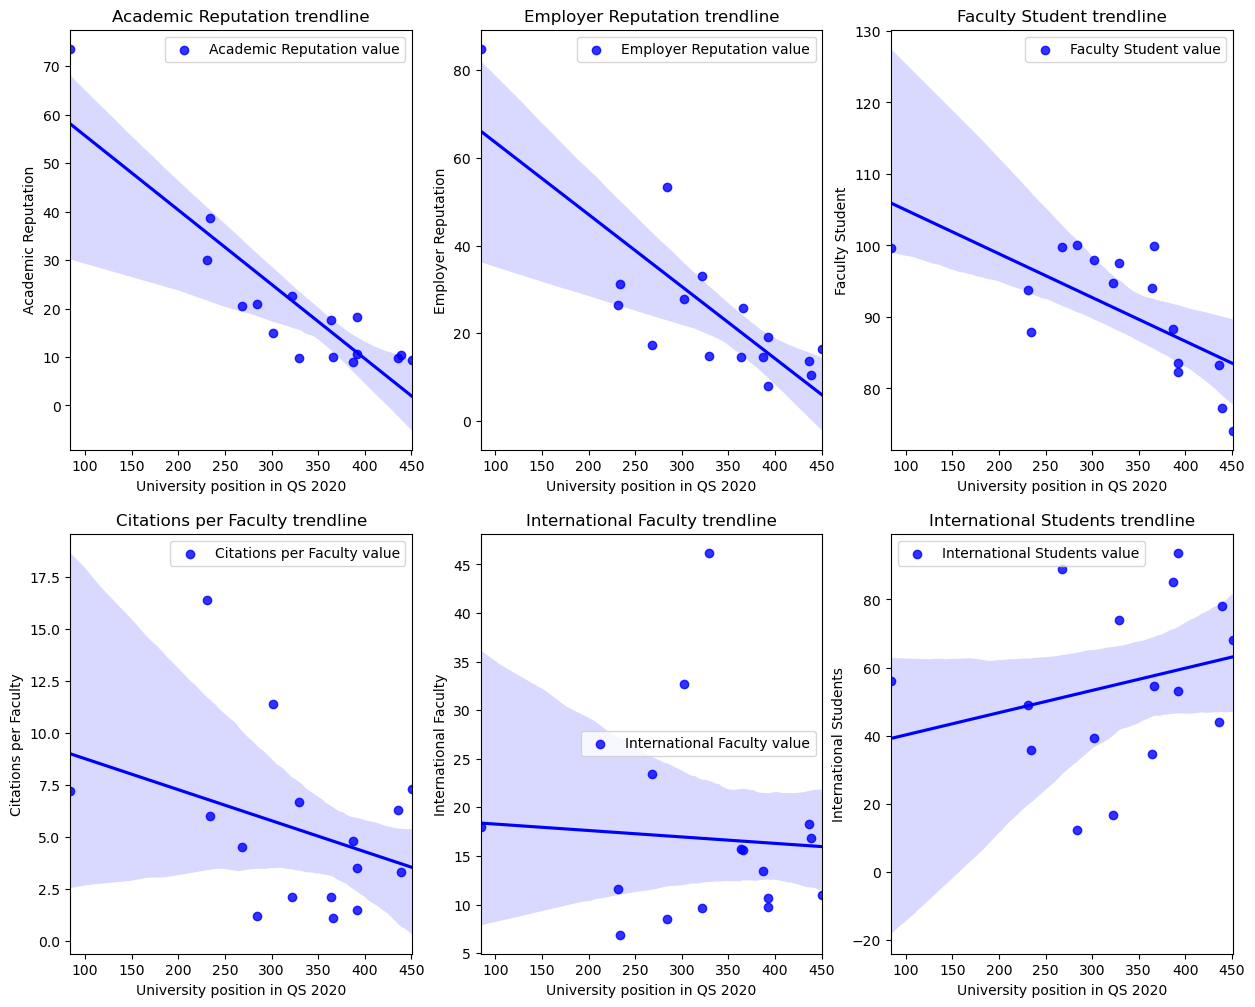 Academic Reputation trendline
Academic Reputation value
70
60
50
40
30
20
10
0
Academic Reputation
100 150 200 250 300 350 400 450
University position in QS 2020
Employer Reputation trendline
Employer Reputation value
80
60
40
20
0
Employer Reputation
100 150 200 250 300 350 400 450
University position in QS 2020
Faculty Student trendline
Faculty Student value
130
120
110
100
90
80
Faculty Student
100 150 200 250 300 350 400 450
University position in QS 2020
Citations per Faculty trendline
Citations per Faculty value
17.5
15.0
12.5
10.0
7.5
5.0
2.5
0.0
Citations per Faculty
100 150 200 250 300 350 400 450
University position in QS 2020
International Faculty trendline
International Faculty value
45
40
35
30
25
20
15
10
5
International Faculty
100 150 200 250 300 350 400 450
University position in QS 2020
International Students trendline
International Students value
80
60
40
20
0
−20
International Students
100 150 200 250 300 350 400 450
University position in QS 2020